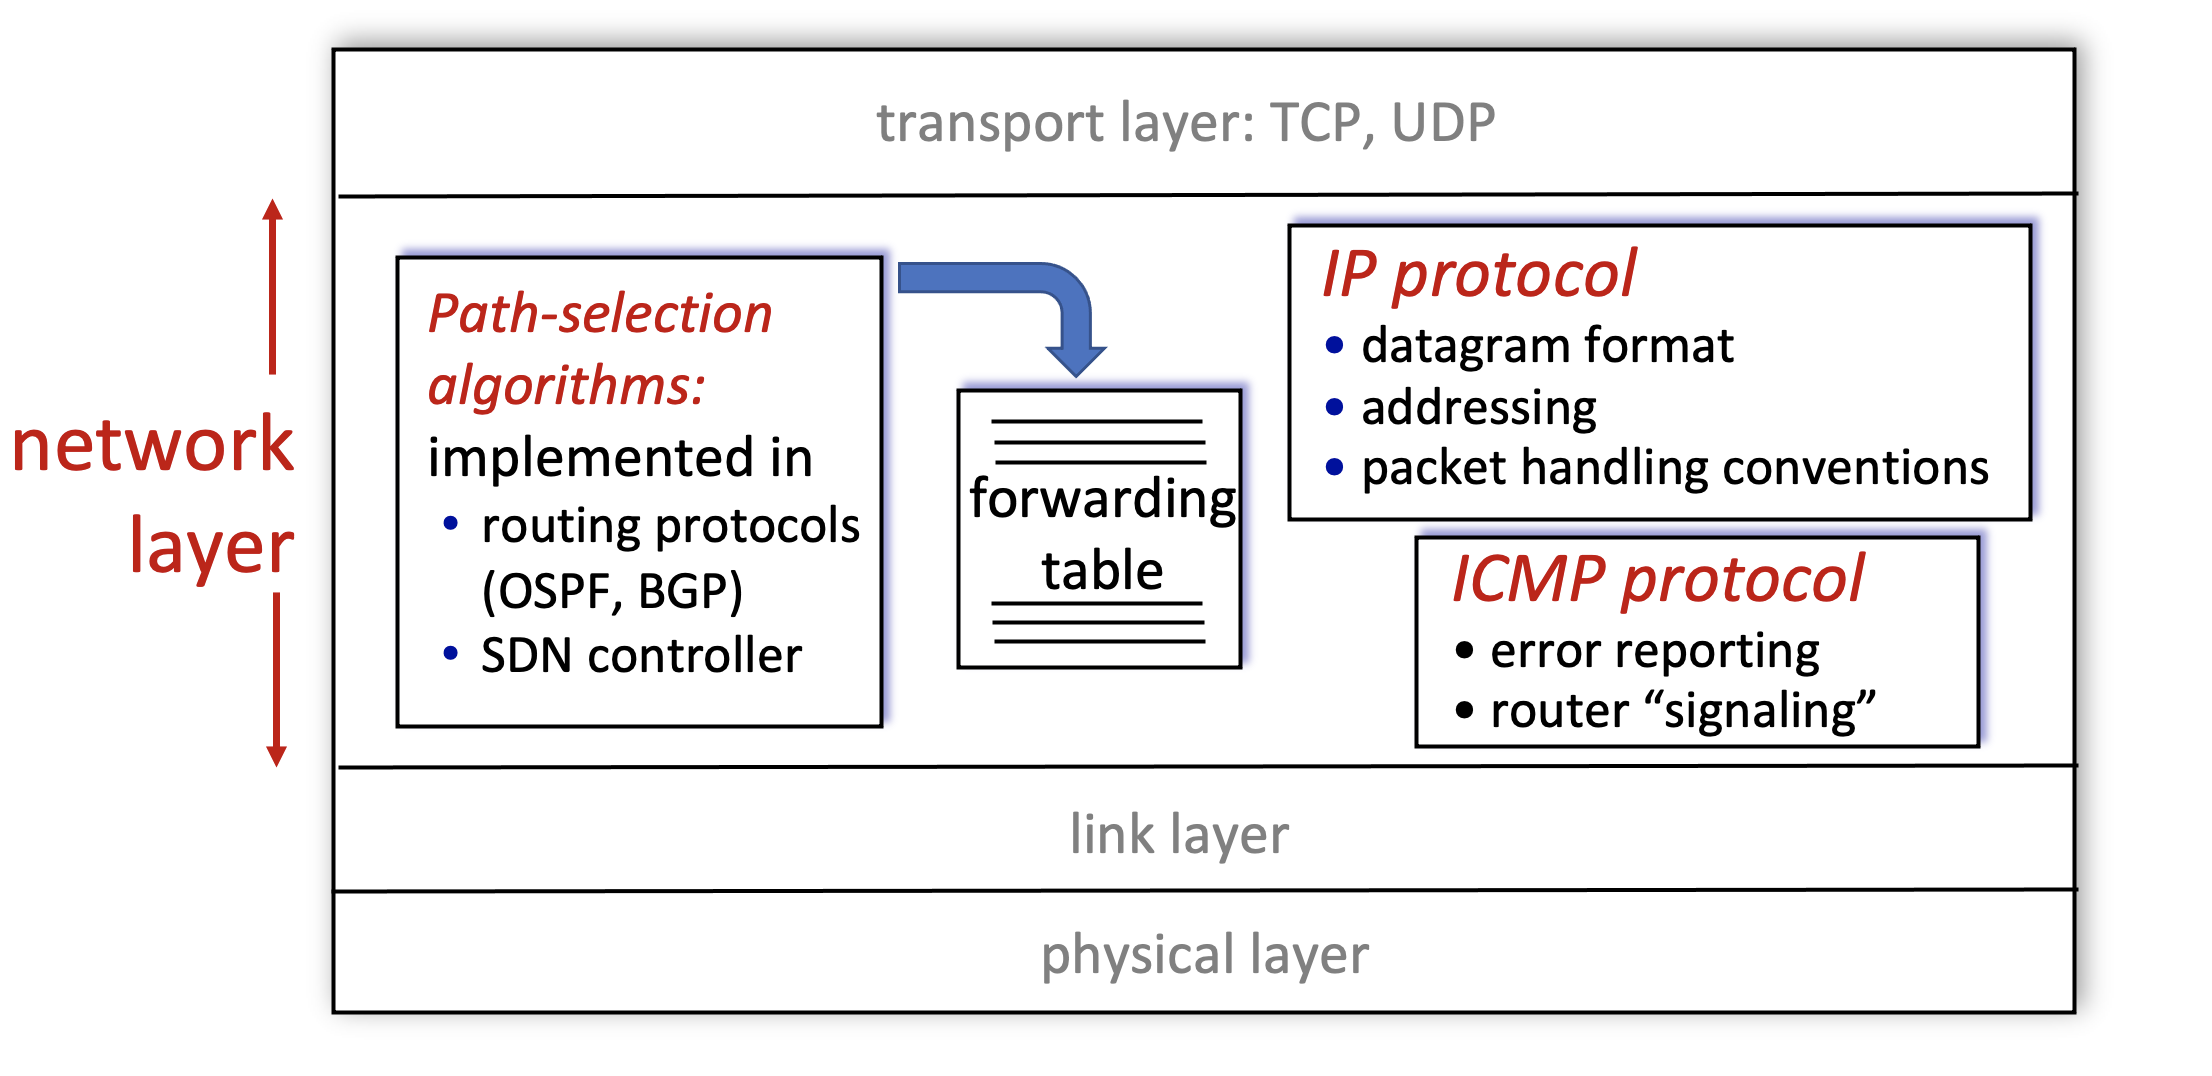 transport layer: TCP, UDP
network
layer
Path-selection
algorithms:
implemented in
• routing protocols
(OSPF, BGP)
• SDN controller
forwarding
table
IP protocol
• datagram format
• addressing
• packet handling conventions
ICMP protocol
• error reporting
• router “signaling”
link layer
physical layer